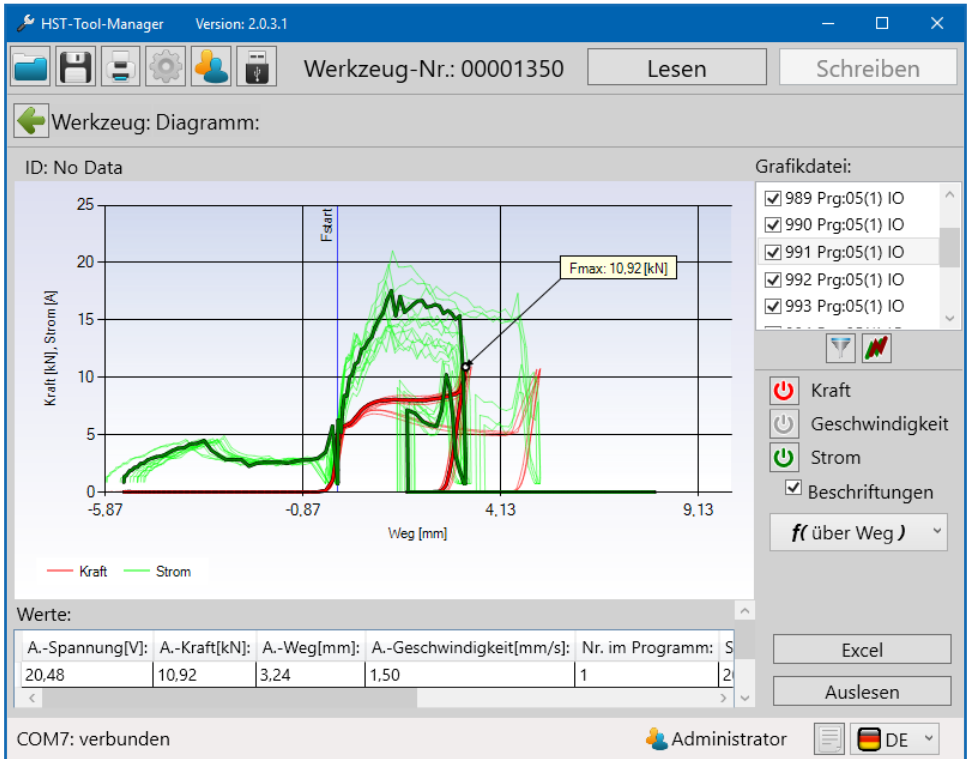 HST-Tool-Manager Version: 2.0.3.1
Werkzeug-Nr.: 00001350 Lesen Schreiben
Werkzeug: Diagramm:
ID: No Data
Grafikdatei:
989 Prg:05(1) IO
990 Prg:05(1) IO
991 Prg:05(1) IO
992 Prg:05(1) IO
993 Prg:05(1) IO
Kraft [kN], Strom [A]
25
20
15
10
5
0
-5,87 -0,87 4,13 9,13
Weg [mm]
Fstart
Fmax: 10,92 [kN]
Kraft Strom
Kraft
Geschwindigkeit
Strom
Beschriftungen
f( über Weg )
Werte:
A.-Spannung[V]: A.-Kraft[kN]: A.-Weg[mm]: A.-Geschwindigkeit[mm/s]: Nr. im Programm: S
20,48 10,92 3,24 1,50 1
Excel
Auslesen
COM7: verbunden Administrator DE